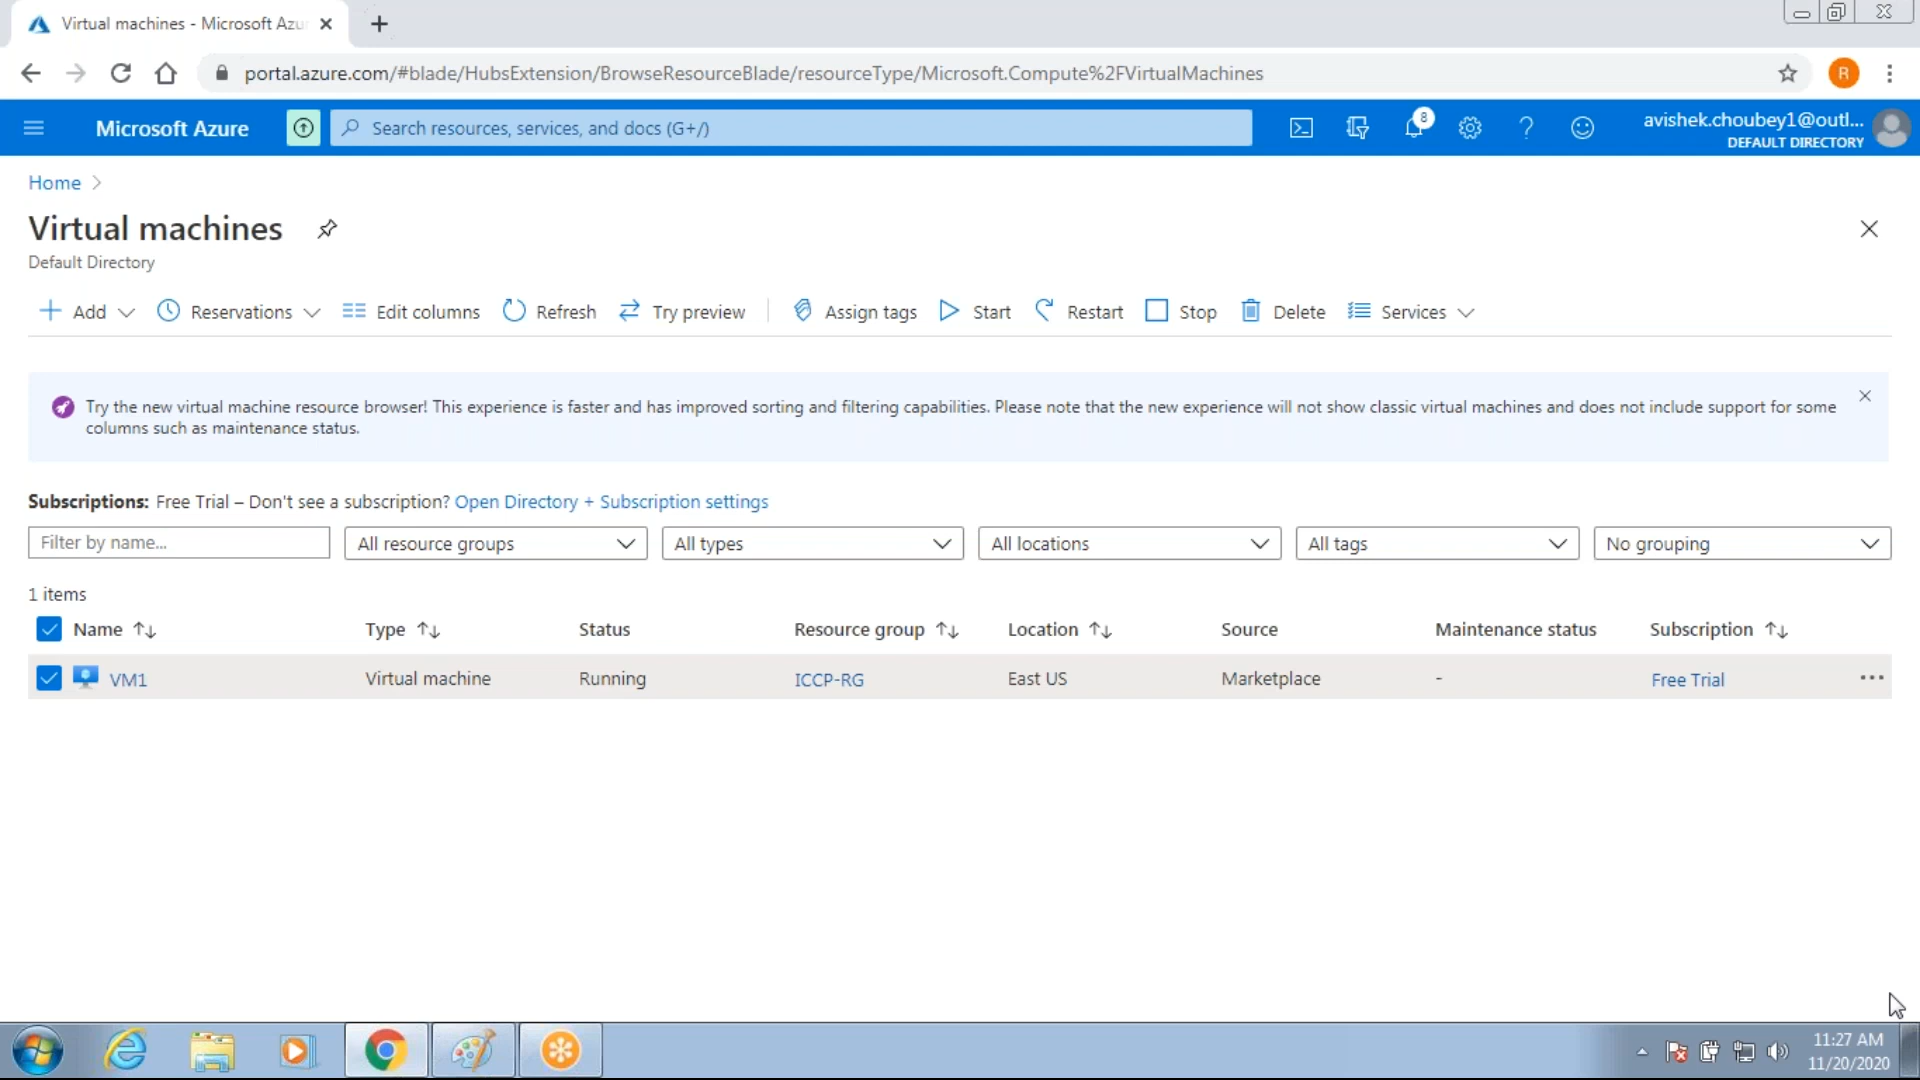 Virtual machines - Microsoft Azu
portal.azure.com/#blade/HubsExtension/BrowseResourceBlade/resourceType/Microsoft.Compute%2FVirtualMachines
R
Microsoft Azure
Search resources, services, and docs (G+/)
8
avishek.choubey1@outl...
DEFAULT DIRECTORY
Home
Virtual machines
Default Directory
Add Reservations Edit columns Refresh Try preview Assign tags Start Restart Stop Delete Services
Try the new virtual machine resource browser! This experience is faster and has improved sorting and filtering capabilities. Please note that the new experience will not show classic virtual machines and does not include support for some
columns such as maintenance status.
Subscriptions: Free Trial – Don't see a subscription? Open Directory + Subscription settings
Filter by name... All resource groups All types All locations All tags No grouping
1 items
Name Type Status Resource group Location Source Maintenance status Subscription
VM1 Virtual machine Running ICCP-RG East US Marketplace - Free Trial ...
11:27 AM
11/20/2020